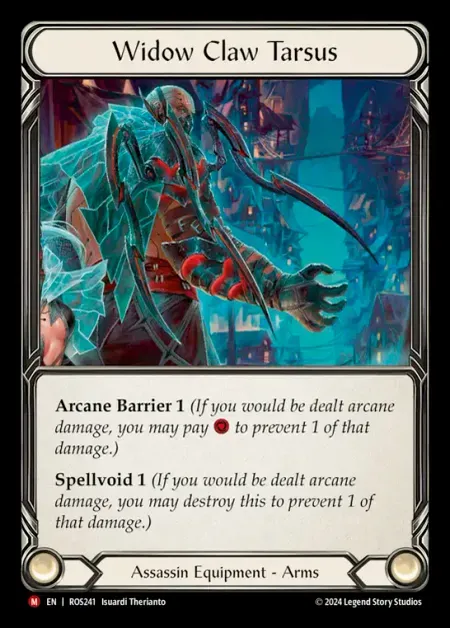 Widow Claw Tarsus
Arcane Barrier 1 (If you would be dealt arcane
damage, you may pay to prevent 1 of that
damage.)
Spellvoid 1 (If you would be dealt arcane
damage, you may destroy this to prevent 1 of
that damage.)
Assassin Equipment - Arms
M EN | ROS241 Isuardi Therianto © 2024 Legend Story Studios